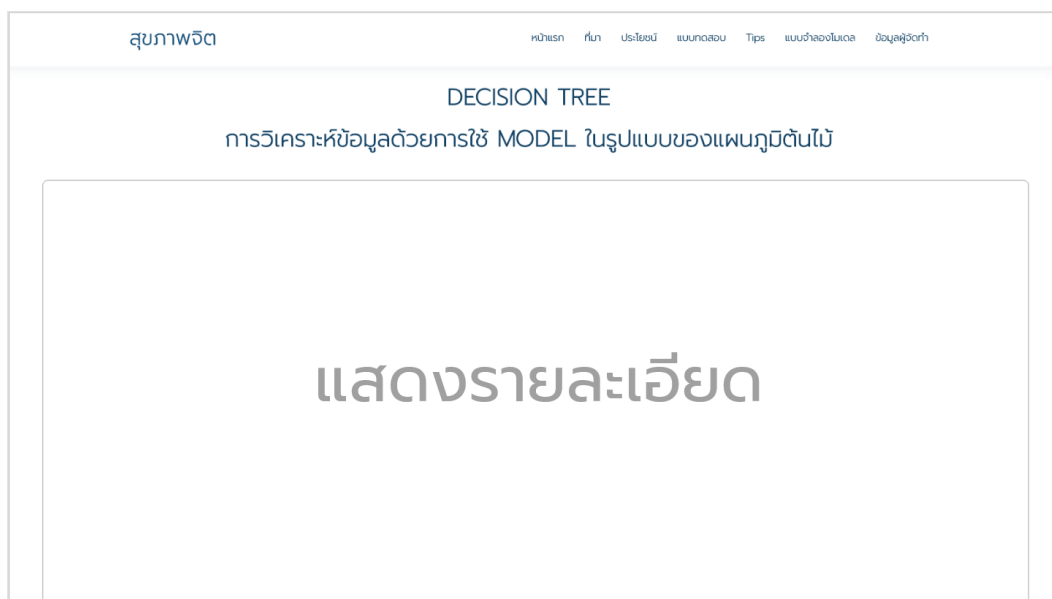 สุขภาพจิต
หน้าแรก ที่มา ประโยชน์ แบบทดสอบ Tips แบบจำลองโมเดล ข้อมูลผู้จัดทำ
DECISION TREE
การวิเคราะห์ข้อมูลด้วยการใช้ MODEL ในรูปแบบของแผนภูมิต้นไม้
แสดงรายละเอียด